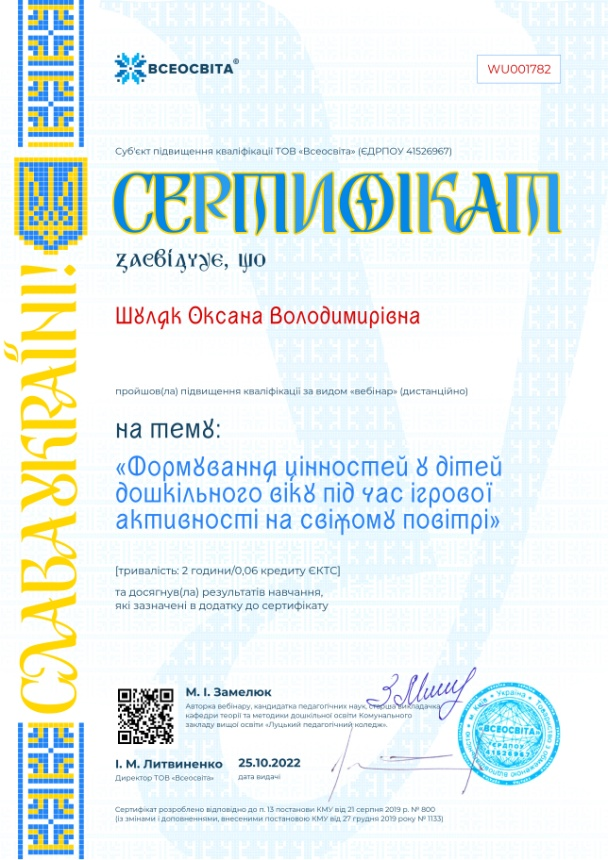 ВСЕОСВІТА®
WU001782
Суб'єкт підвищення кваліфікації ТОВ «Всеосвіта» (ЄДРПОУ 41526967)
СЕРТИФІКАТ
засвідчує, що
Шуляк Оксана Володимирівна
пройшов(ла) підвищення кваліфікації за видом «вебінар» (дистанційно)
на тему:
«Формування цінностей у дітей
дошкільного віку під час ігрової
активності на свіжому повітрі»
[тривалість: 2 години/0,06 кредиту ЄКТС]
та досягнув(ла) результатів навчання,
які зазначені в додатку до сертифікату
СЛАВА УКРАЇНІ!
М. І. Замелюк
Авторка вебінару, кандидатка педагогічних наук, старша викладачка
кафедри теорії та методики дошкільної освіти Комунального
закладу вищої освіти «Луцький педагогічний коледж».
І. М. Литвиненко
Директор ТОВ «Всеосвіта»
25.10.2022
дата видачі
«ВСЕОСВІТА»
ЄДРПОУ
41526967
Сертифікат розроблено відповідно до п. 13 постанови КМУ від 21 серпня 2019 р. № 800
(із змінами і доповненнями, внесеними постановою КМУ від 27 грудня 2019 року № 1133)